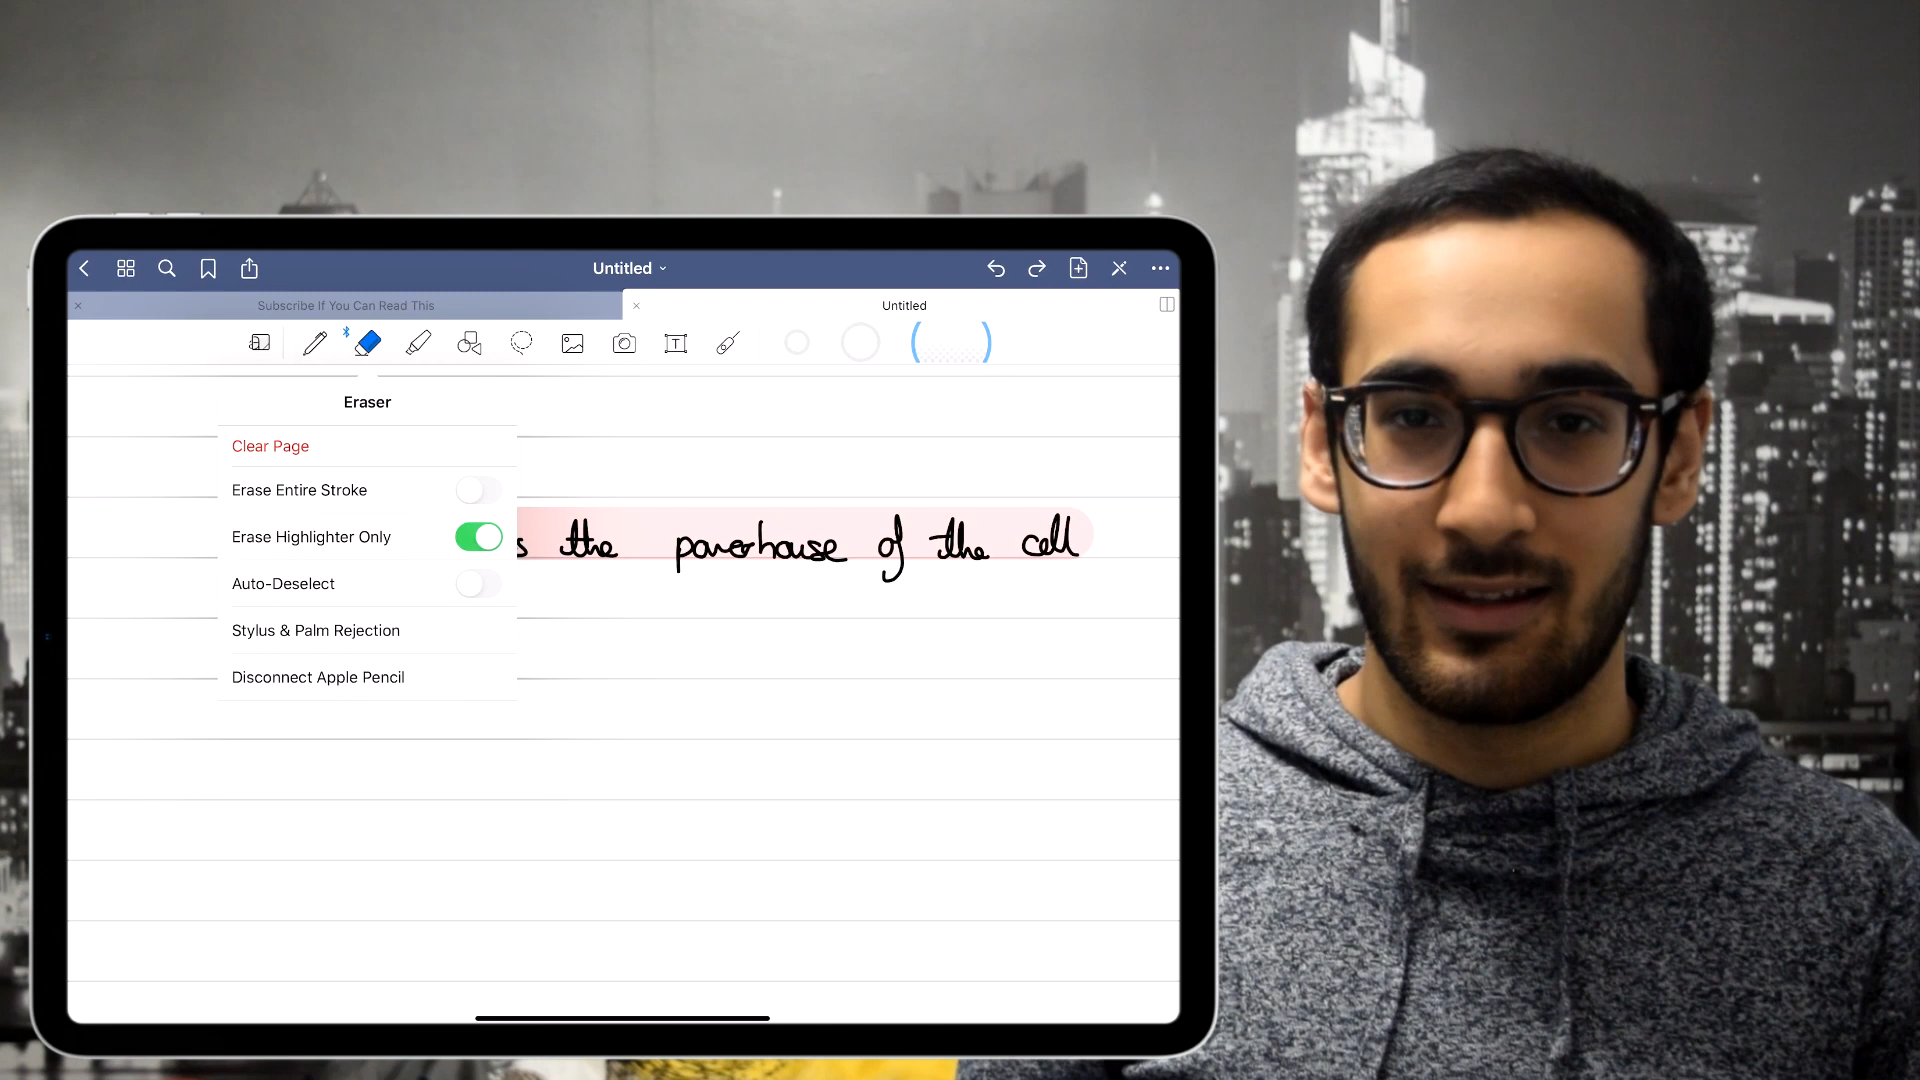 Untitled
Subscribe If You Can Read This
Untitled
T
Eraser
Clear Page
Erase Entire Stroke
Erase Highlighter Only
s the powerhouse of the cell
Auto-Deselect
Stylus & Palm Rejection
Disconnect Apple Pencil